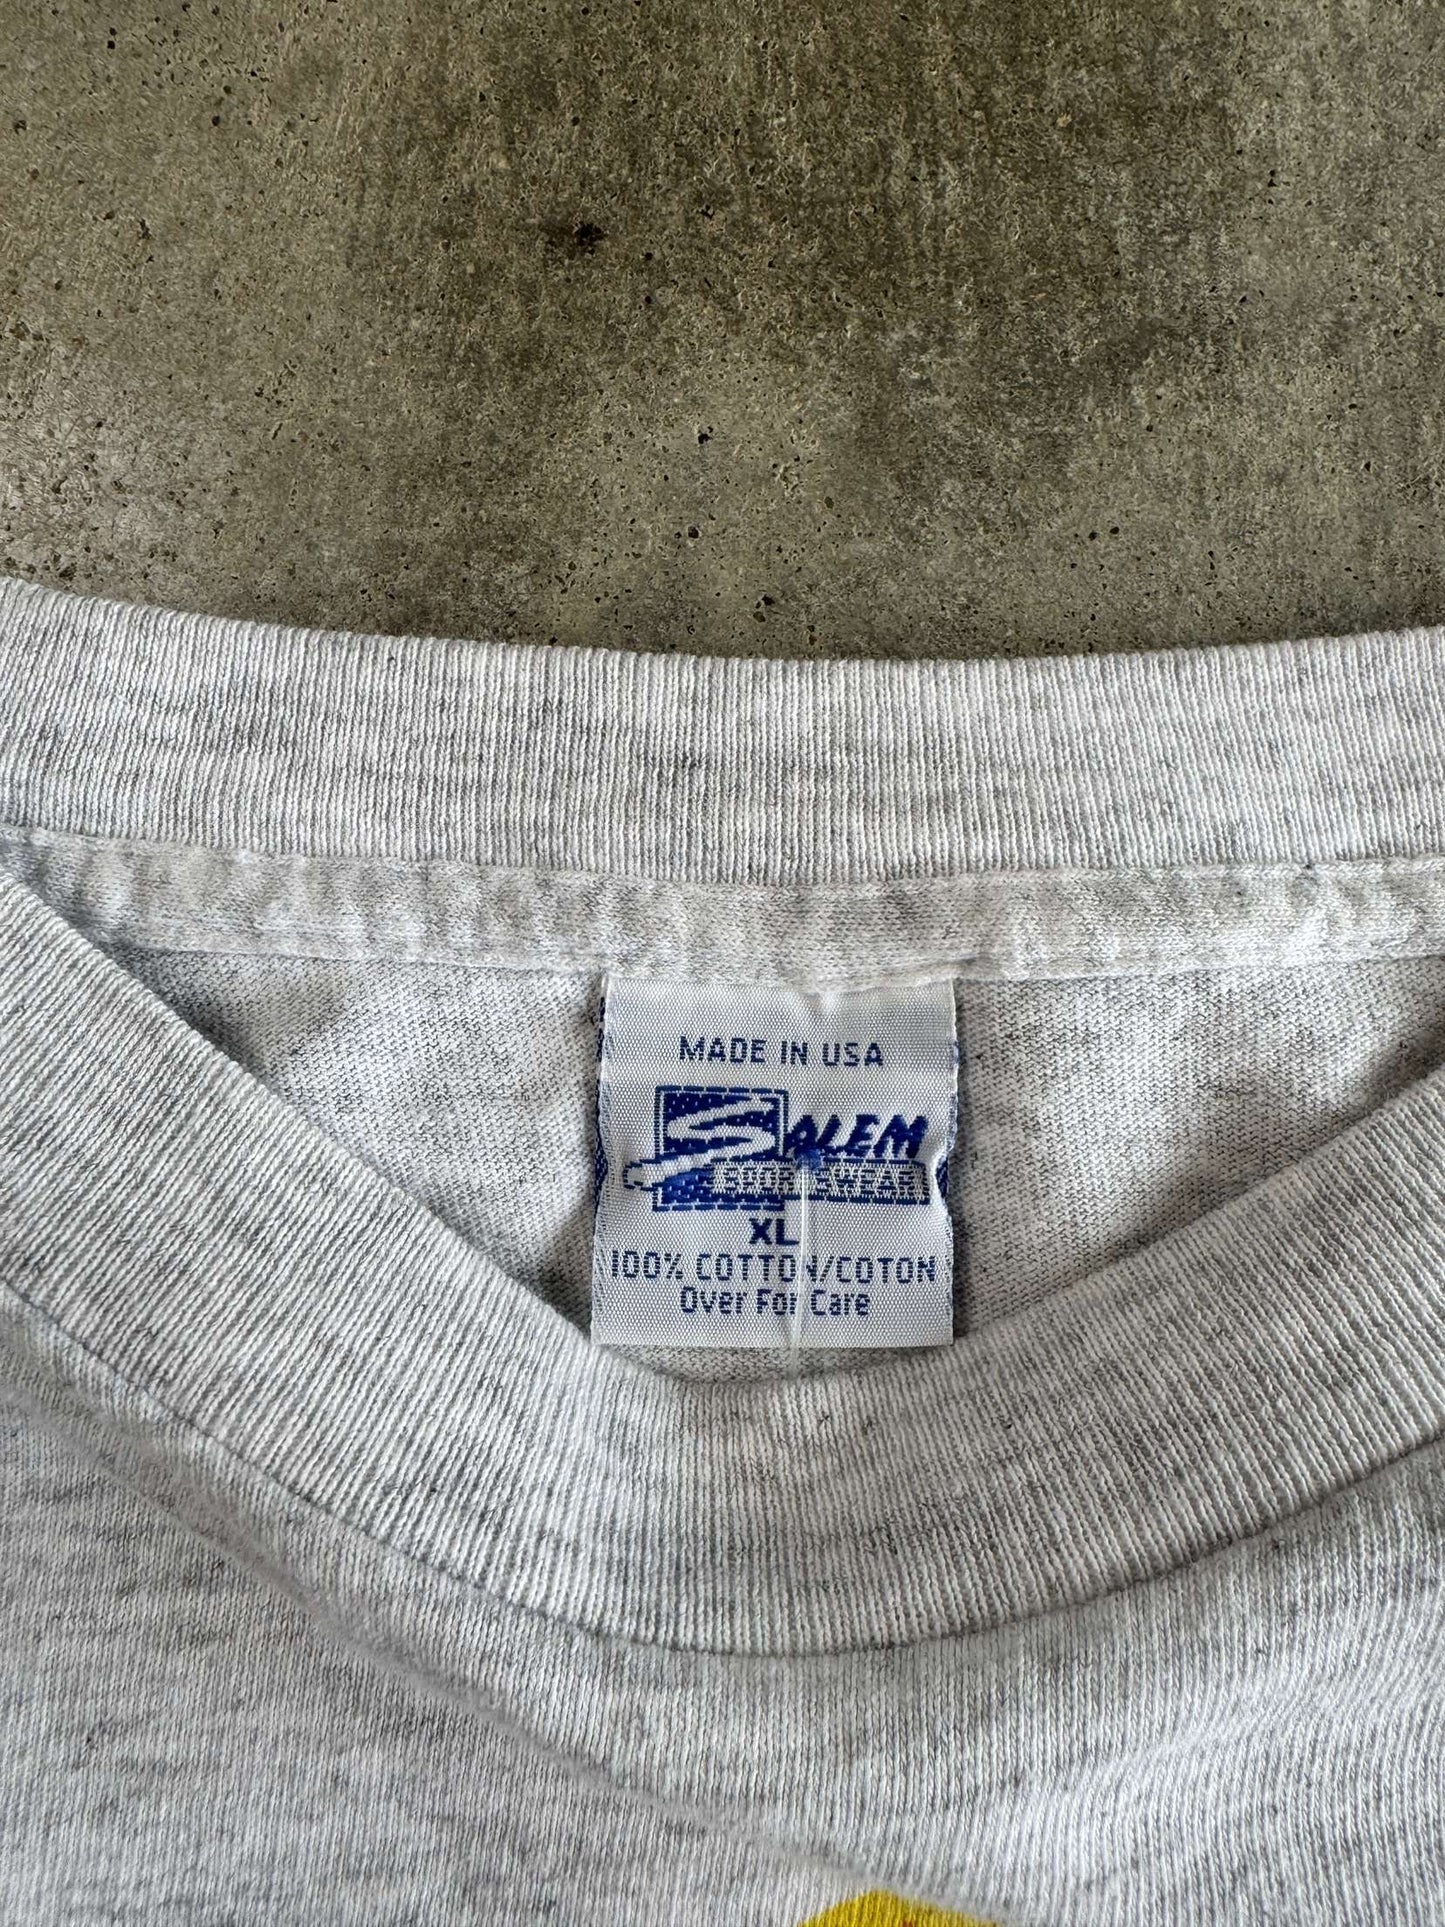 MADE IN USA
SALEM
SPORTSWEAR
XL
100% COTTON/COTON
Over For Care